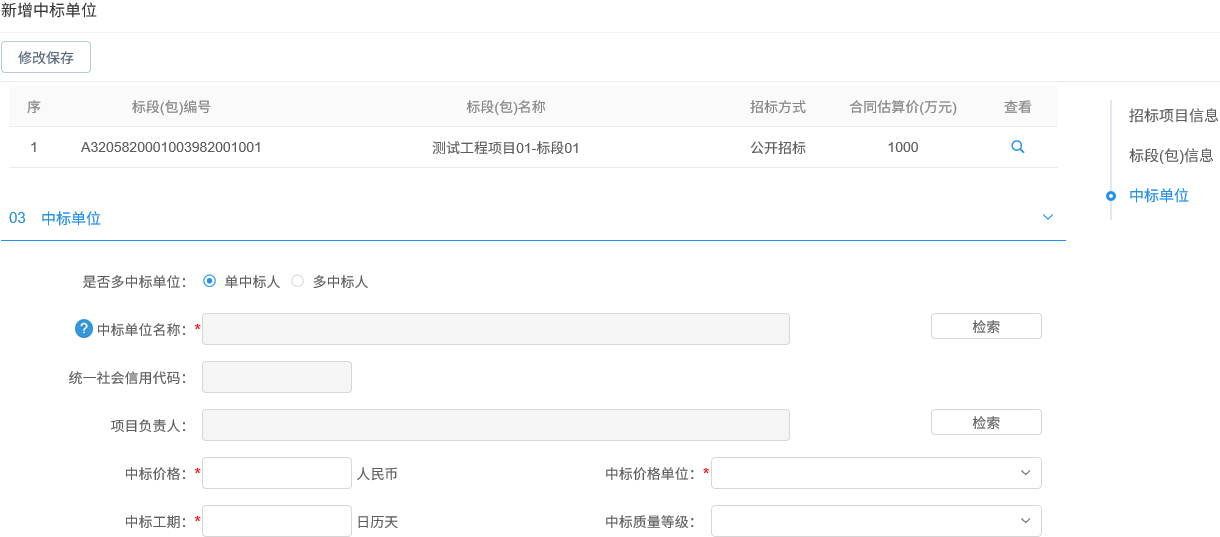 新增中标单位
修改保存
序 标段(包)编号 标段(包)名称 招标方式 合同估算价(万元) 查看
1 A3205820001003982001001 测试工程项目01-标段01 公开招标 1000
招标项目信息
标段(包)信息
中标单位
03 中标单位
是否多中标单位： 单中标人 多中标人
? 中标单位名称：* 检索
统一社会信用代码：
项目负责人： 检索
中标价格：* 人民币 中标价格单位：*
中标工期：* 日历天 中标质量等级：